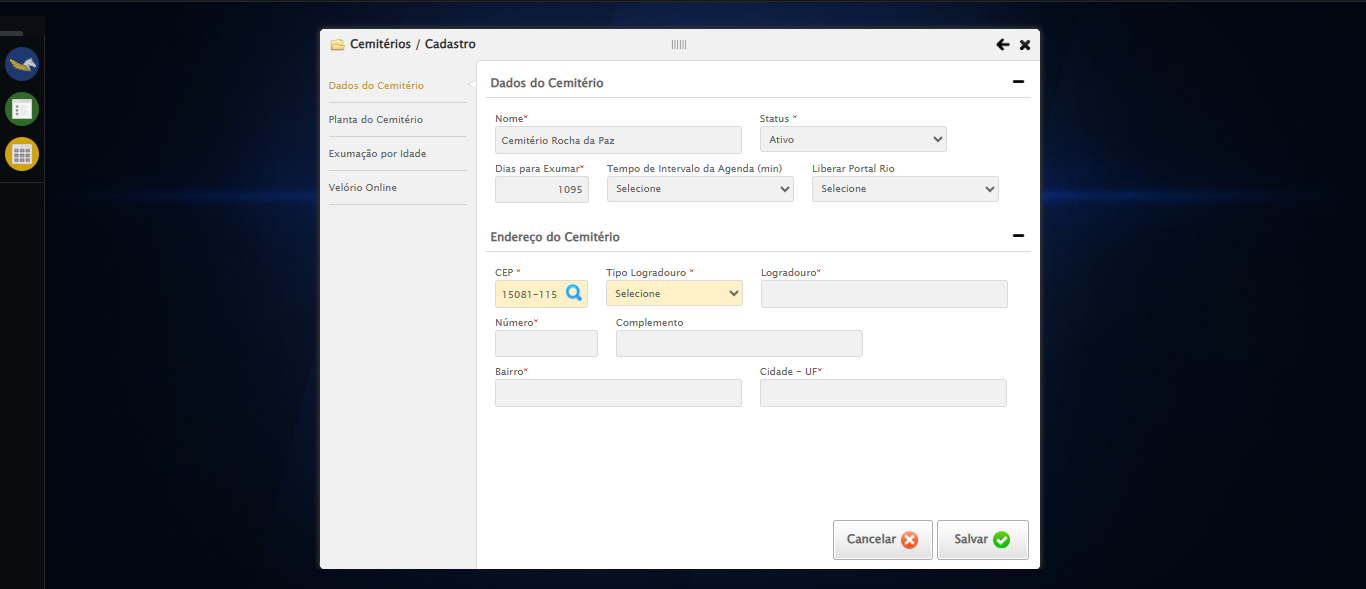 Cemitérios / Cadastro
Dados do Cemitério
Planta do Cemitério
Exumação por Idade
Velório Online
Dados do Cemitério
Nome* Status *
Cemitério Rocha da Paz Ativo
Dias para Exumar* Tempo de Intervalo da Agenda (min) Liberar Portal Rio
1095 Selecione Selecione
Endereço do Cemitério
CEP * Tipo Logradouro * Logradouro*
15081-115 Selecione
Número* Complemento
Bairro* Cidade - UF*
Cancelar Salvar